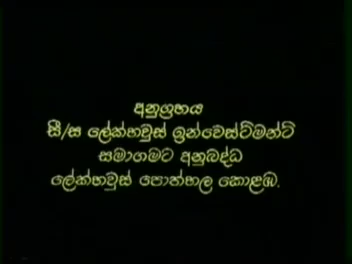 අනුග්‍රහය
සී/ස ලේක්හවුස් ඉන්වෙස්ට්මන්ට්
සමාගමට අනුබද්ධ
ලේක්හවුස් පොත්හල කොළඹ.